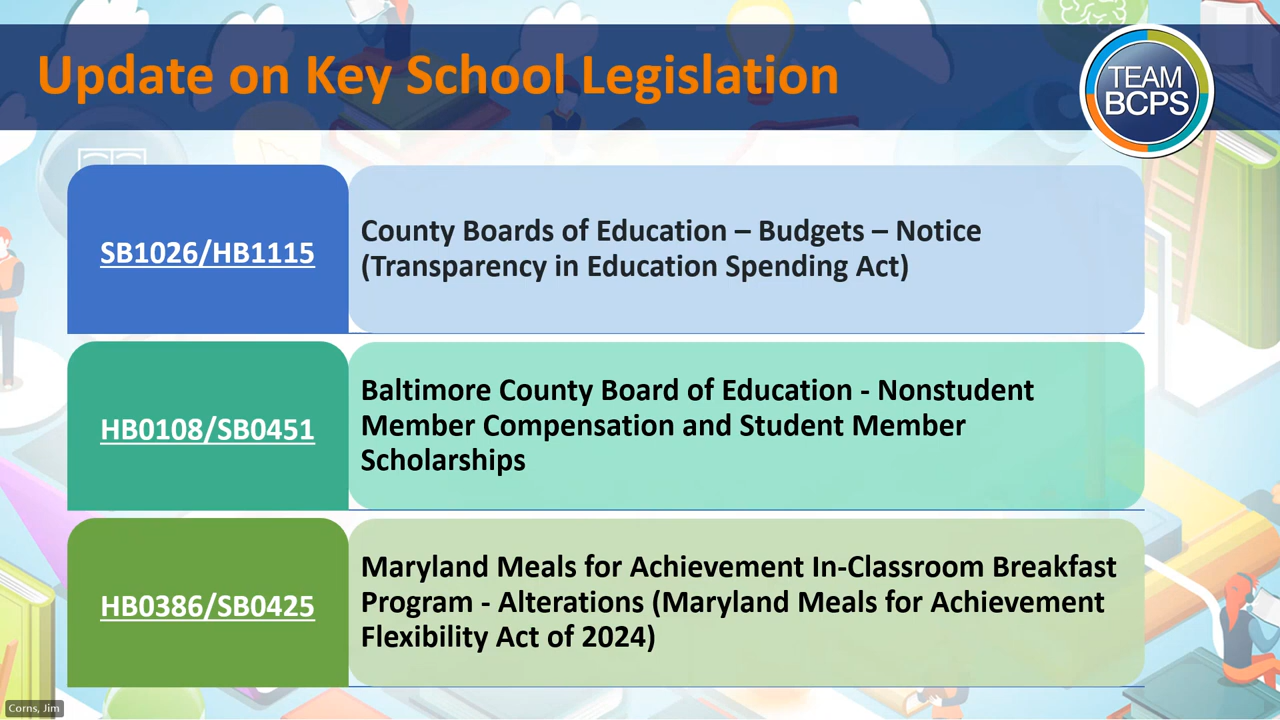 Update on Key School Legislation
TEAM
BCPS
SB1026/HB1115
County Boards of Education – Budgets – Notice
(Transparency in Education Spending Act)
HB0108/SB0451
Baltimore County Board of Education - Nonstudent
Member Compensation and Student Member
Scholarships
HB0386/SB0425
Maryland Meals for Achievement In-Classroom Breakfast
Program - Alterations (Maryland Meals for Achievement
Flexibility Act of 2024)
Corns, Jim